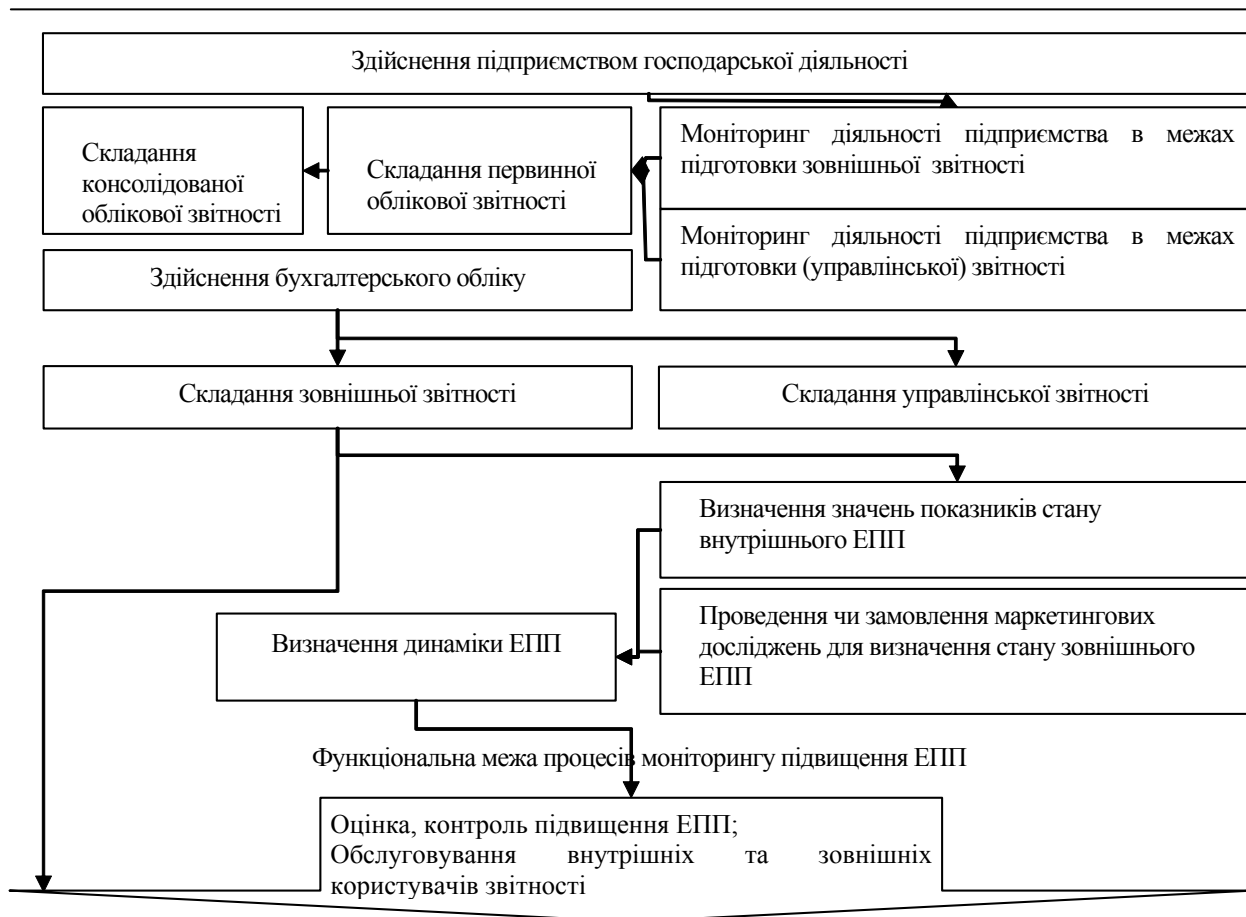 Здійснення підприємством господарської діяльності
Складання
консолідованої
облікової звітності
Складання первинної
облікової звітності
Моніторинг діяльності підприємства в межах
підготовки зовнішньої звітності
Моніторинг діяльності підприємства в межах
підготовки (управлінської) звітності
Здійснення бухгалтерського обліку
Складання зовнішньої звітності
Складання управлінської звітності
Визначення значень показників стану
внутрішнього ЕПП
Проведення чи замовлення маркетингових
досліджень для визначення стану зовнішнього
ЕПП
Визначення динаміки ЕПП
Функціональна межа процесів моніторингу підвищення ЕПП
Оцінка, контроль підвищення ЕПП;
Обслуговування внутрішніх та зовнішніх
користувачів звітності